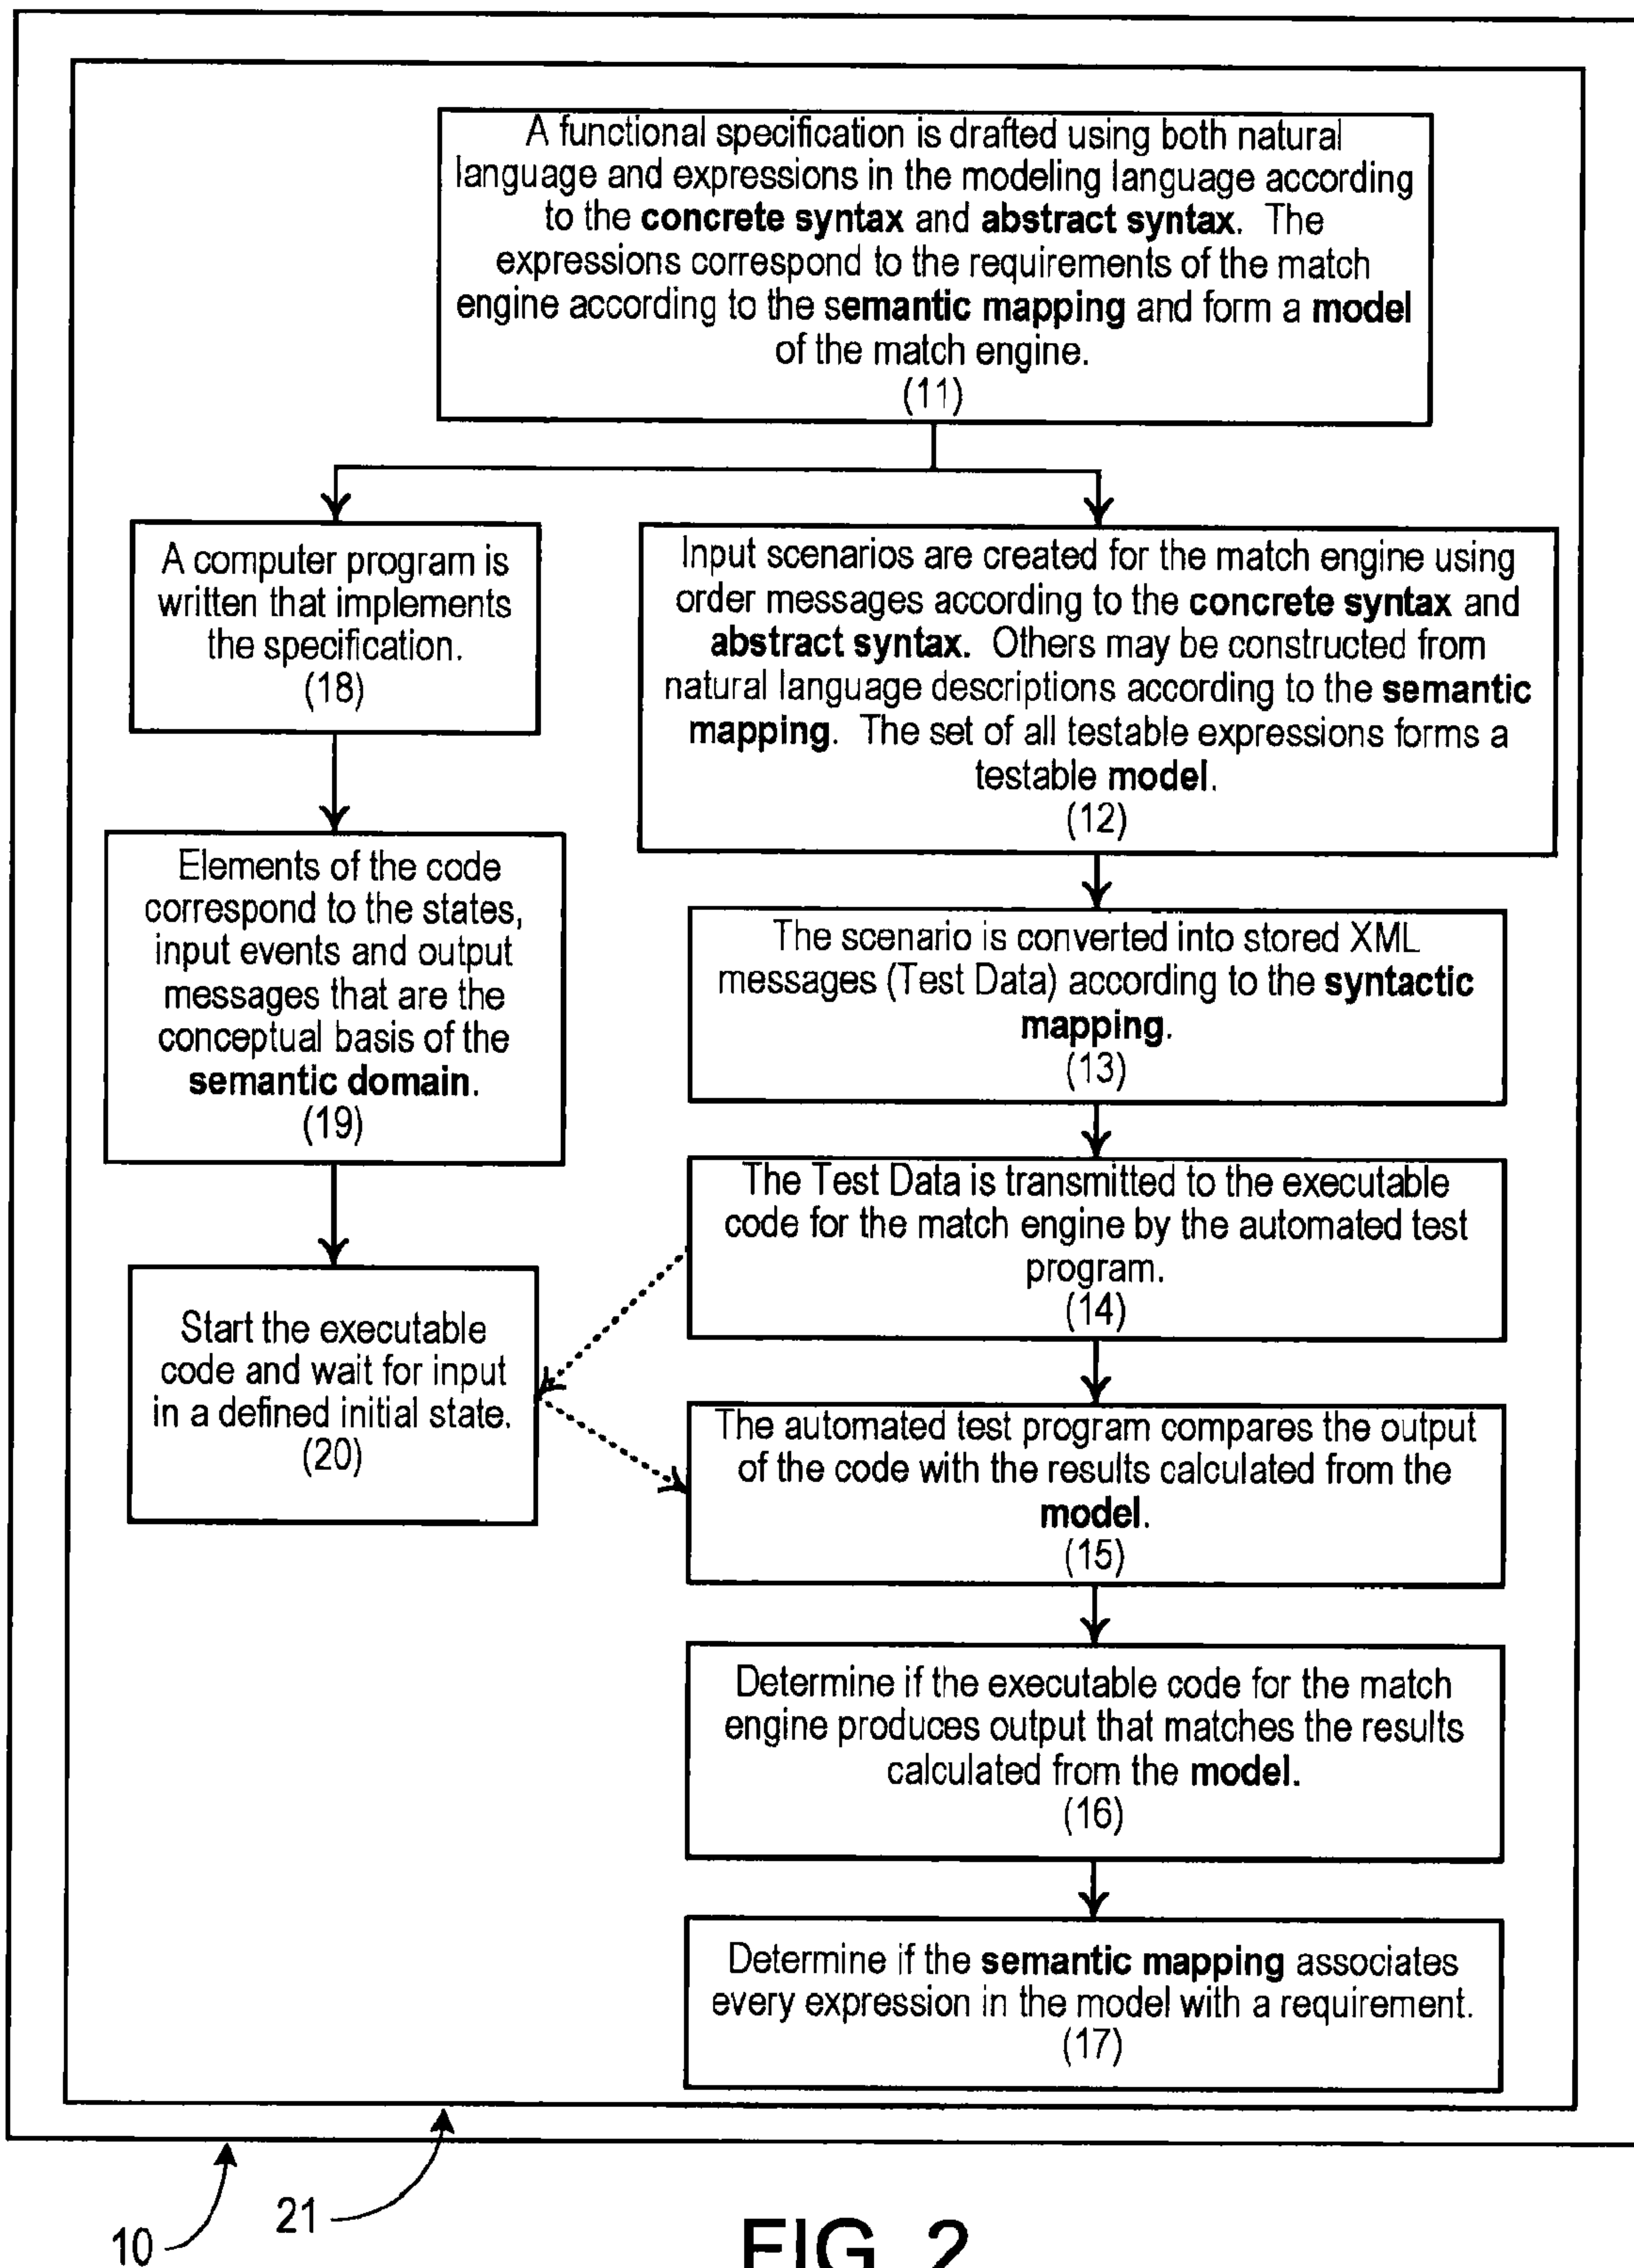 A functional specification is drafted using both natural
language and expressions in the modeling language according
to the concrete syntax and abstract syntax. The
expressions correspond to the requirements of the match
engine according to the semantic mapping and form a model
of the match engine.
(11)
A computer program is
written that implements
the specification.
(18)
Elements of the code
correspond to the states,
input events and output
messages that are the
conceptual basis of the
semantic domain.
(19)
Start the executable
code and wait for input
in a defined initial state.
(20)
Input scenarios are created for the match engine using
order messages according to the concrete syntax and
abstract syntax. Others may be constructed from
natural language descriptions according to the semantic
mapping. The set of all testable expressions forms a
testable model.
(12)
The scenario is converted into stored XML
messages (Test Data) according to the syntactic
mapping.
(13)
The Test Data is transmitted to the executable
code for the match engine by the automated test
program.
(14)
The automated test program compares the output
of the code with the results calculated from the
model.
(15)
Determine if the executable code for the match
engine produces output that matches the results
calculated from the model.
(16)
Determine if the semantic mapping associates
every expression in the model with a requirement.
(17)
10
21
FIG. 2